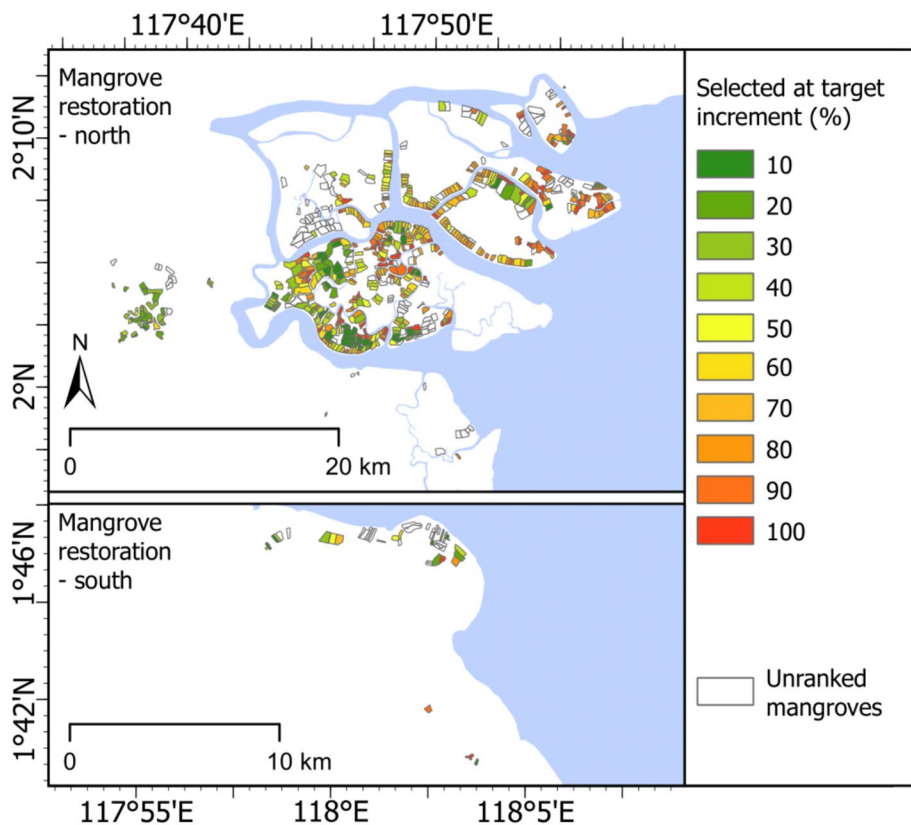 117°40'E
117°50'E
Mangrove
restoration
- north
2°10'N
2°N
N
0
20 km
Mangrove
restoration
- south
1°46'N
1°42'N
0
10 km
117°55'E
118°E
118°5'E
Selected at target
increment (%)
10
20
30
40
50
60
70
80
90
100
Unranked
mangroves